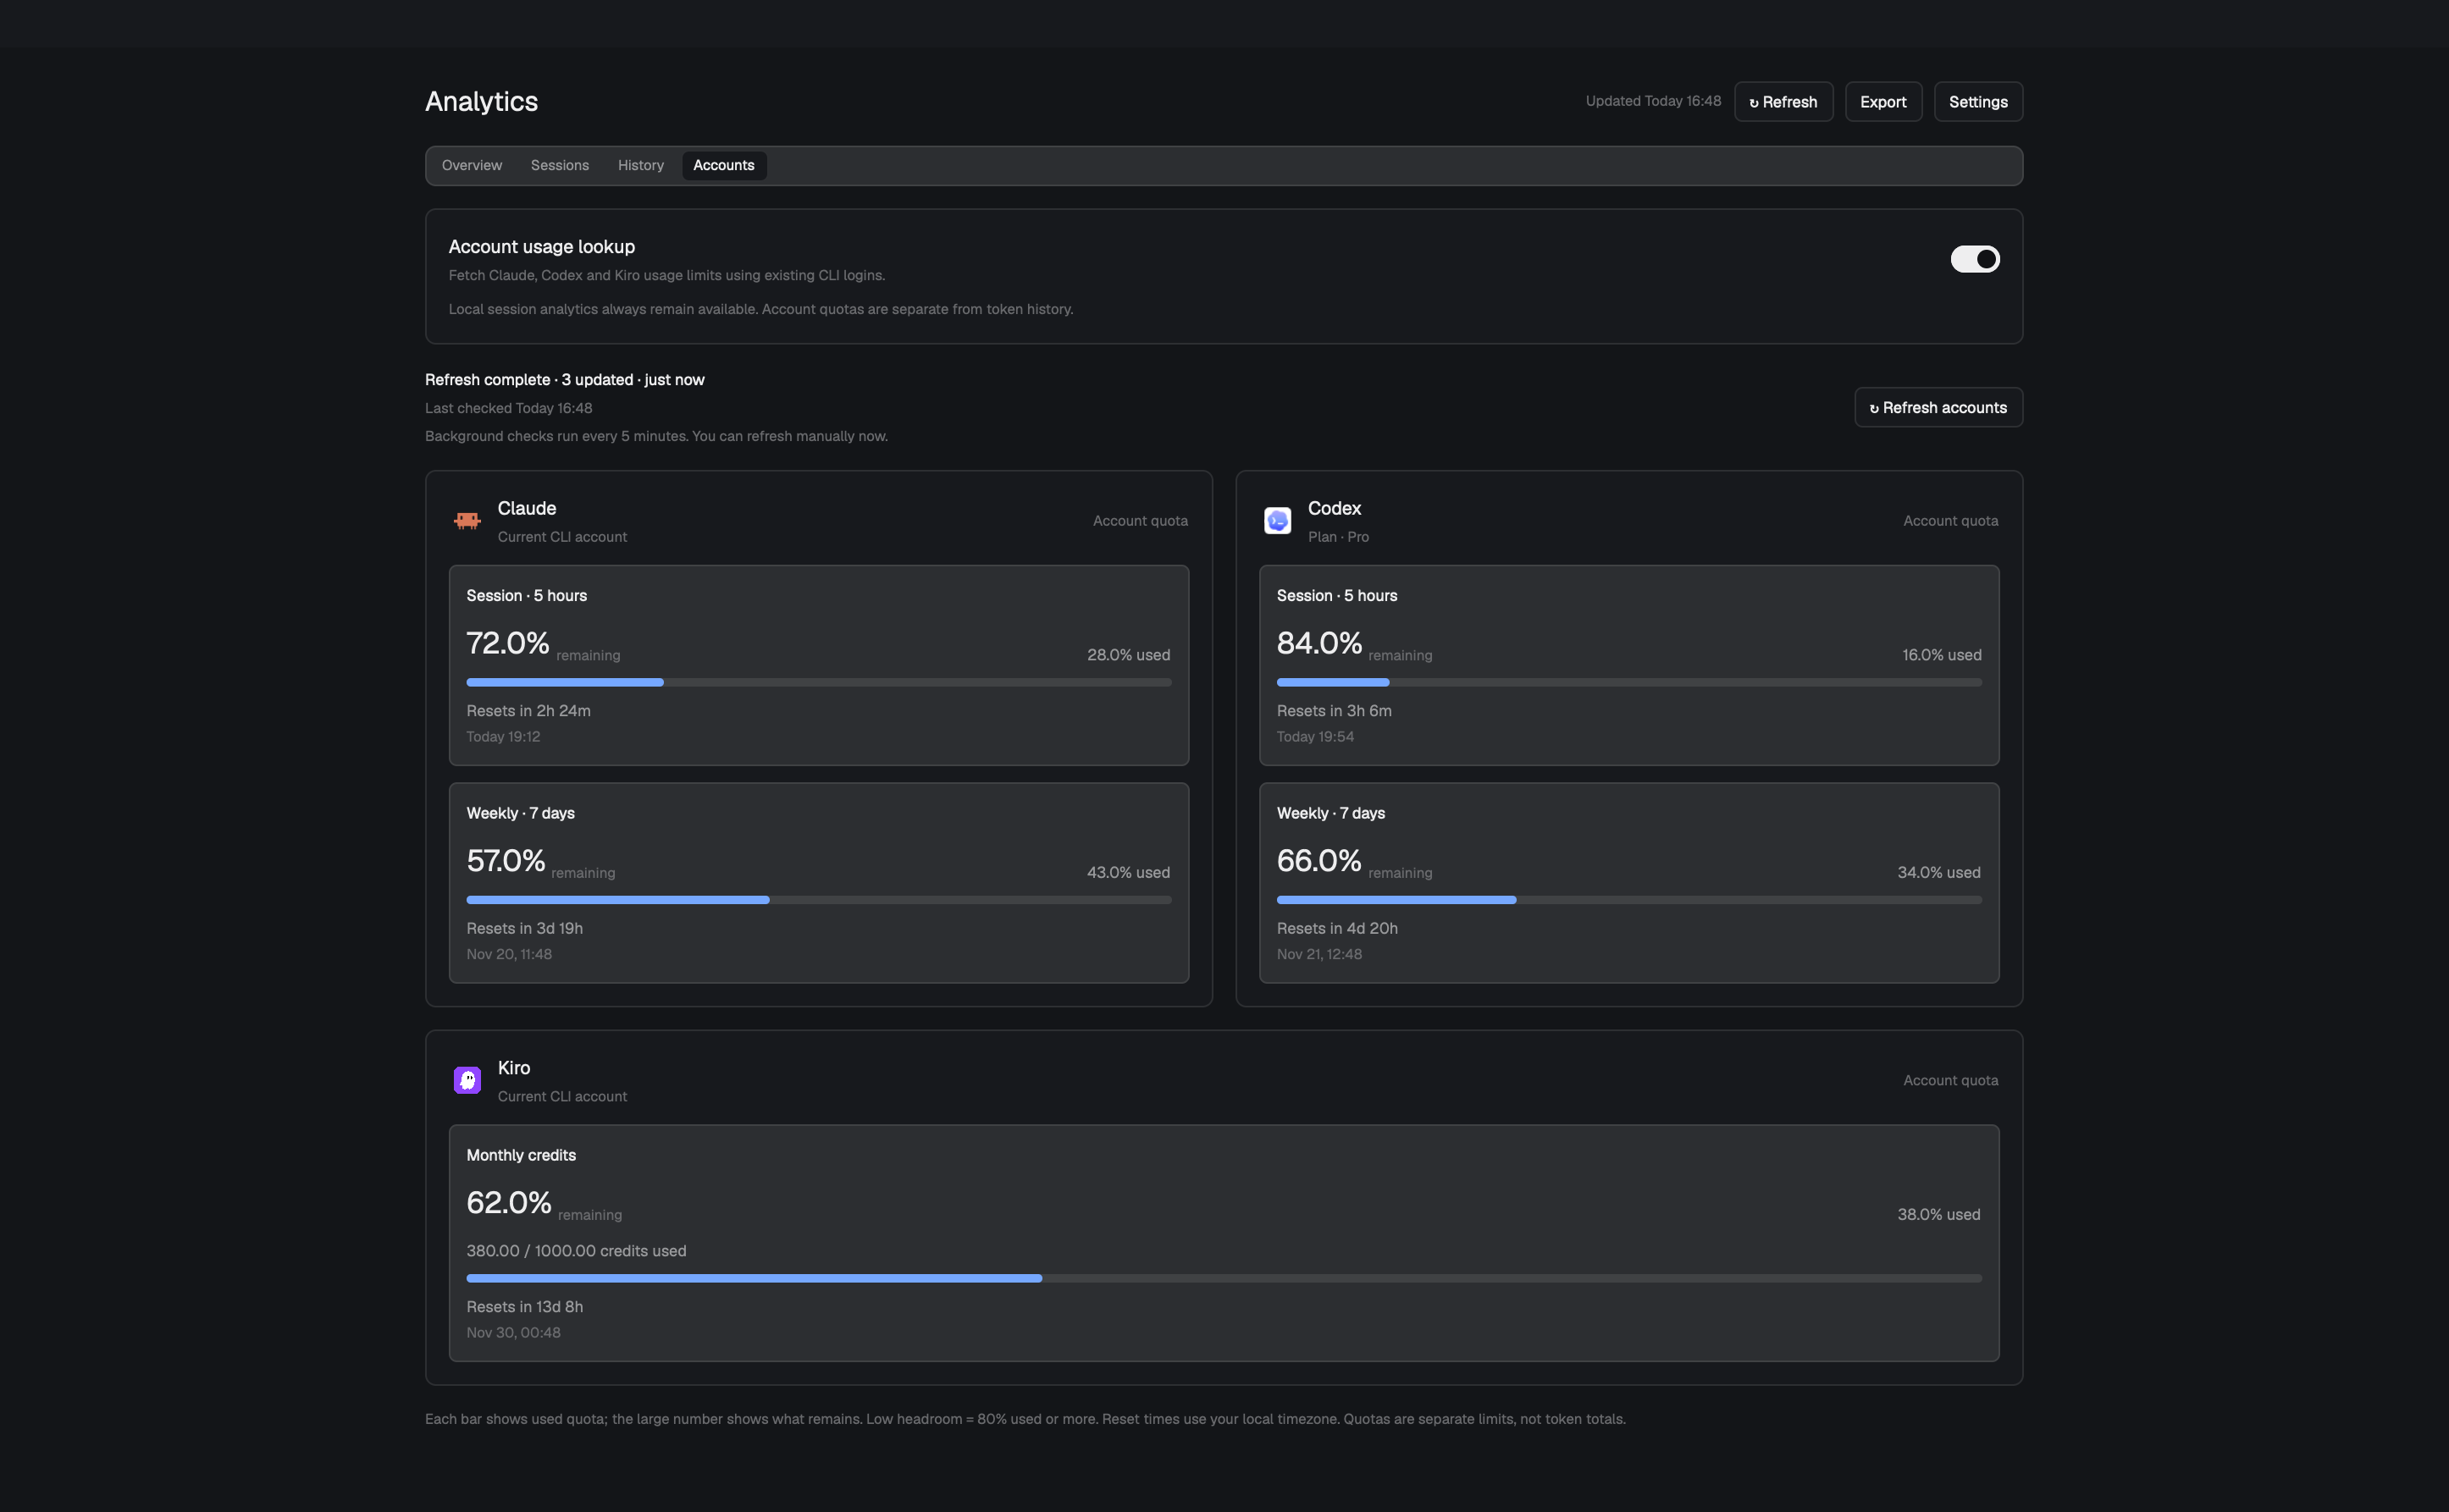 Analytics
Updated Today 16:48
↻ Refresh
Export
Settings
Overview
Sessions
History
Accounts
Account usage lookup
Fetch Claude, Codex and Kiro usage limits using existing CLI logins.
Local session analytics always remain available. Account quotas are separate from token history.
Refresh complete · 3 updated · just now
Last checked Today 16:48
Background checks run every 5 minutes. You can refresh manually now.
↻ Refresh accounts
Claude
Current CLI account
Account quota
Session · 5 hours
72.0% remaining
28.0% used
Resets in 2h 24m
Today 19:12
Weekly · 7 days
57.0% remaining
43.0% used
Resets in 3d 19h
Nov 20, 11:48
Codex
Plan · Pro
Account quota
Session · 5 hours
84.0% remaining
16.0% used
Resets in 3h 6m
Today 19:54
Weekly · 7 days
66.0% remaining
34.0% used
Resets in 4d 20h
Nov 21, 12:48
Kiro
Current CLI account
Account quota
Monthly credits
62.0% remaining
38.0% used
380.00 / 1000.00 credits used
Resets in 13d 8h
Nov 30, 00:48
Each bar shows used quota; the large number shows what remains. Low headroom = 80% used or more. Reset times use your local timezone. Quotas are separate limits, not token totals.